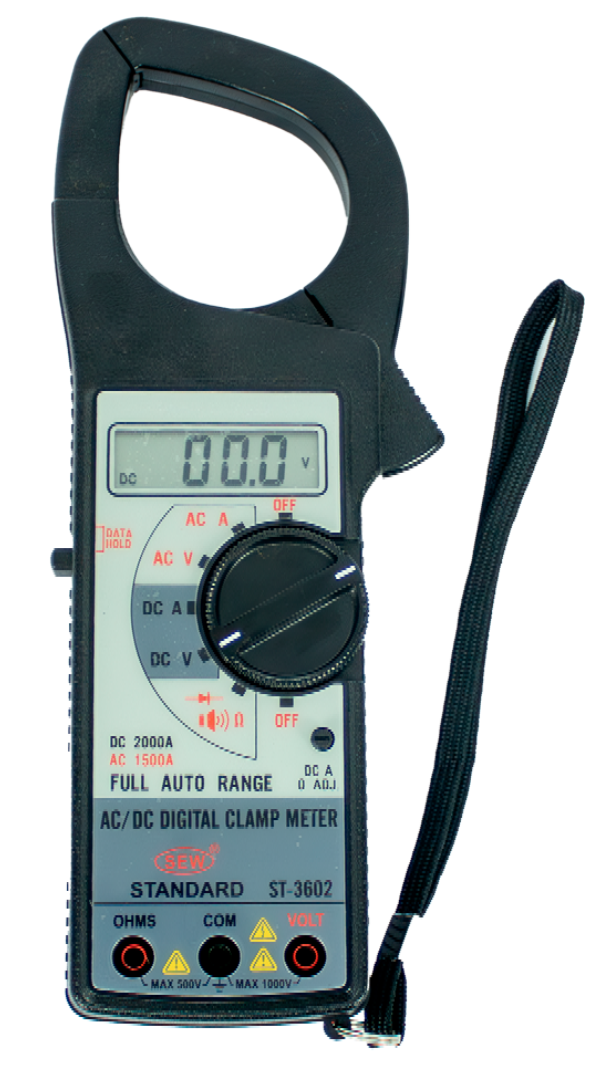 DC 00.0 V
OFF
AC A
DATA
HOLD
AC V
DC A
DC V
Ω
OFF
DC 2000A
AC 1500A
DC A
0 ADJ.
FULL AUTO RANGE
AC/DC DIGITAL CLAMP METER
SEW®
STANDARD ST-3602
OHMS COM VOLT
MAX 500V MAX 1000V